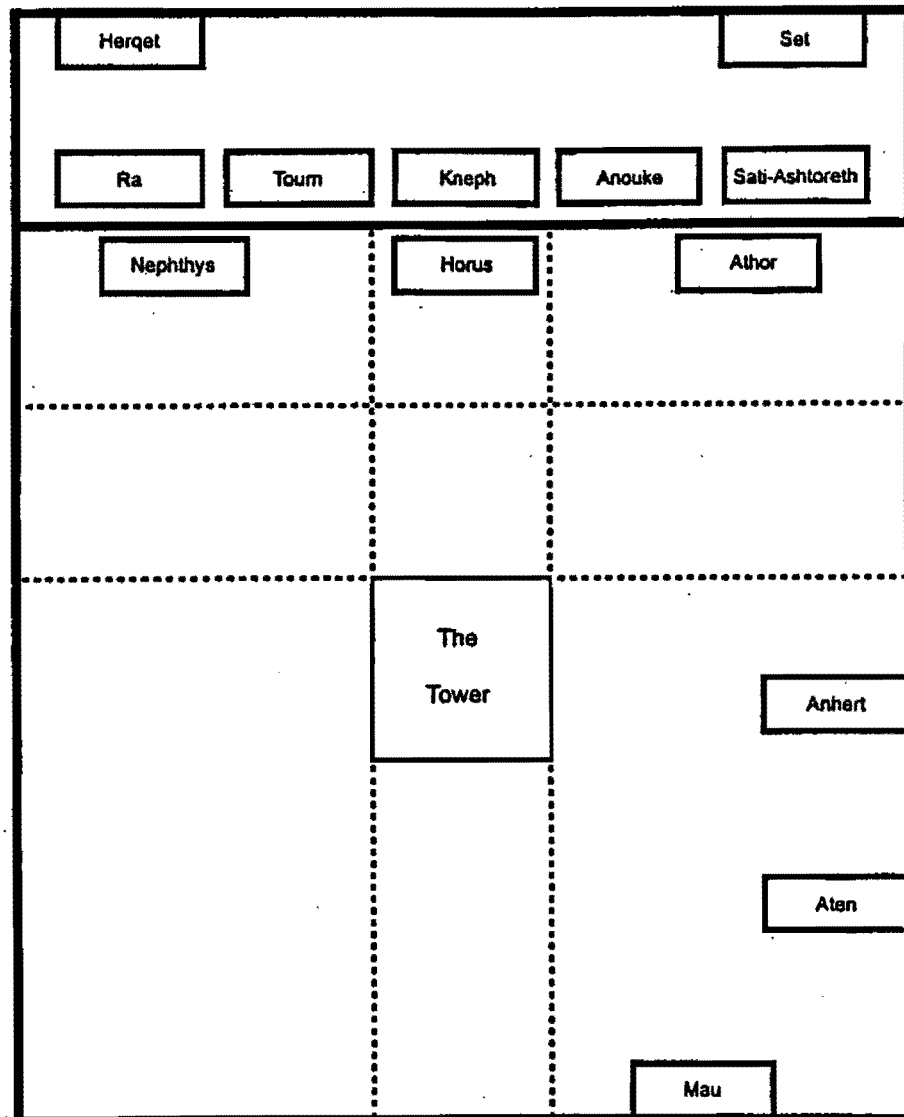 Herqet Set
Ra Toum Kneph Anouke Sati-Ashtoreth
Nephthys Horus Athor
The
Tower
Anhert
Aten
Mau